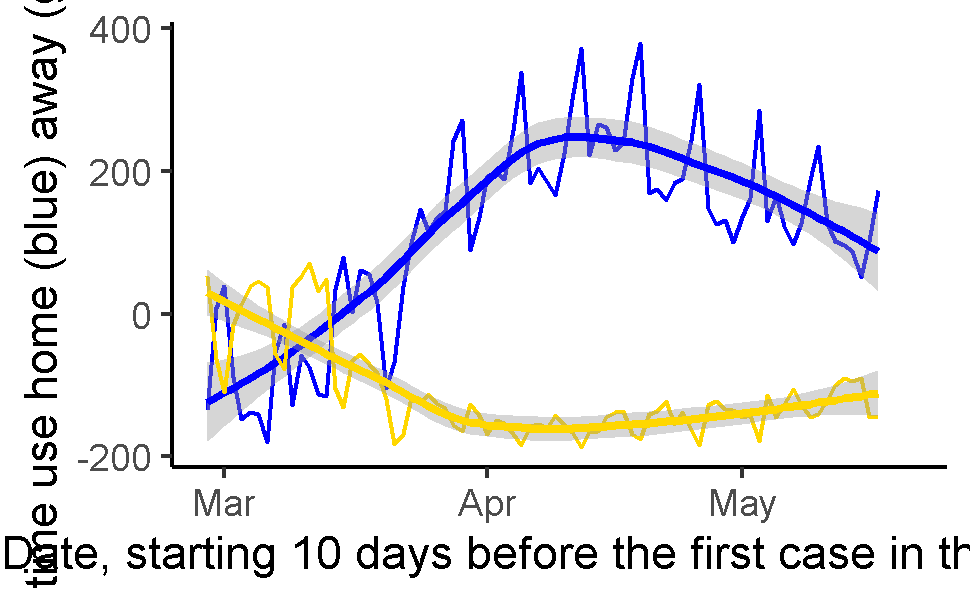 time use home (blue) away (
400
200
0
-200
Mar
Apr
May
Date, starting 10 days before the first case in th